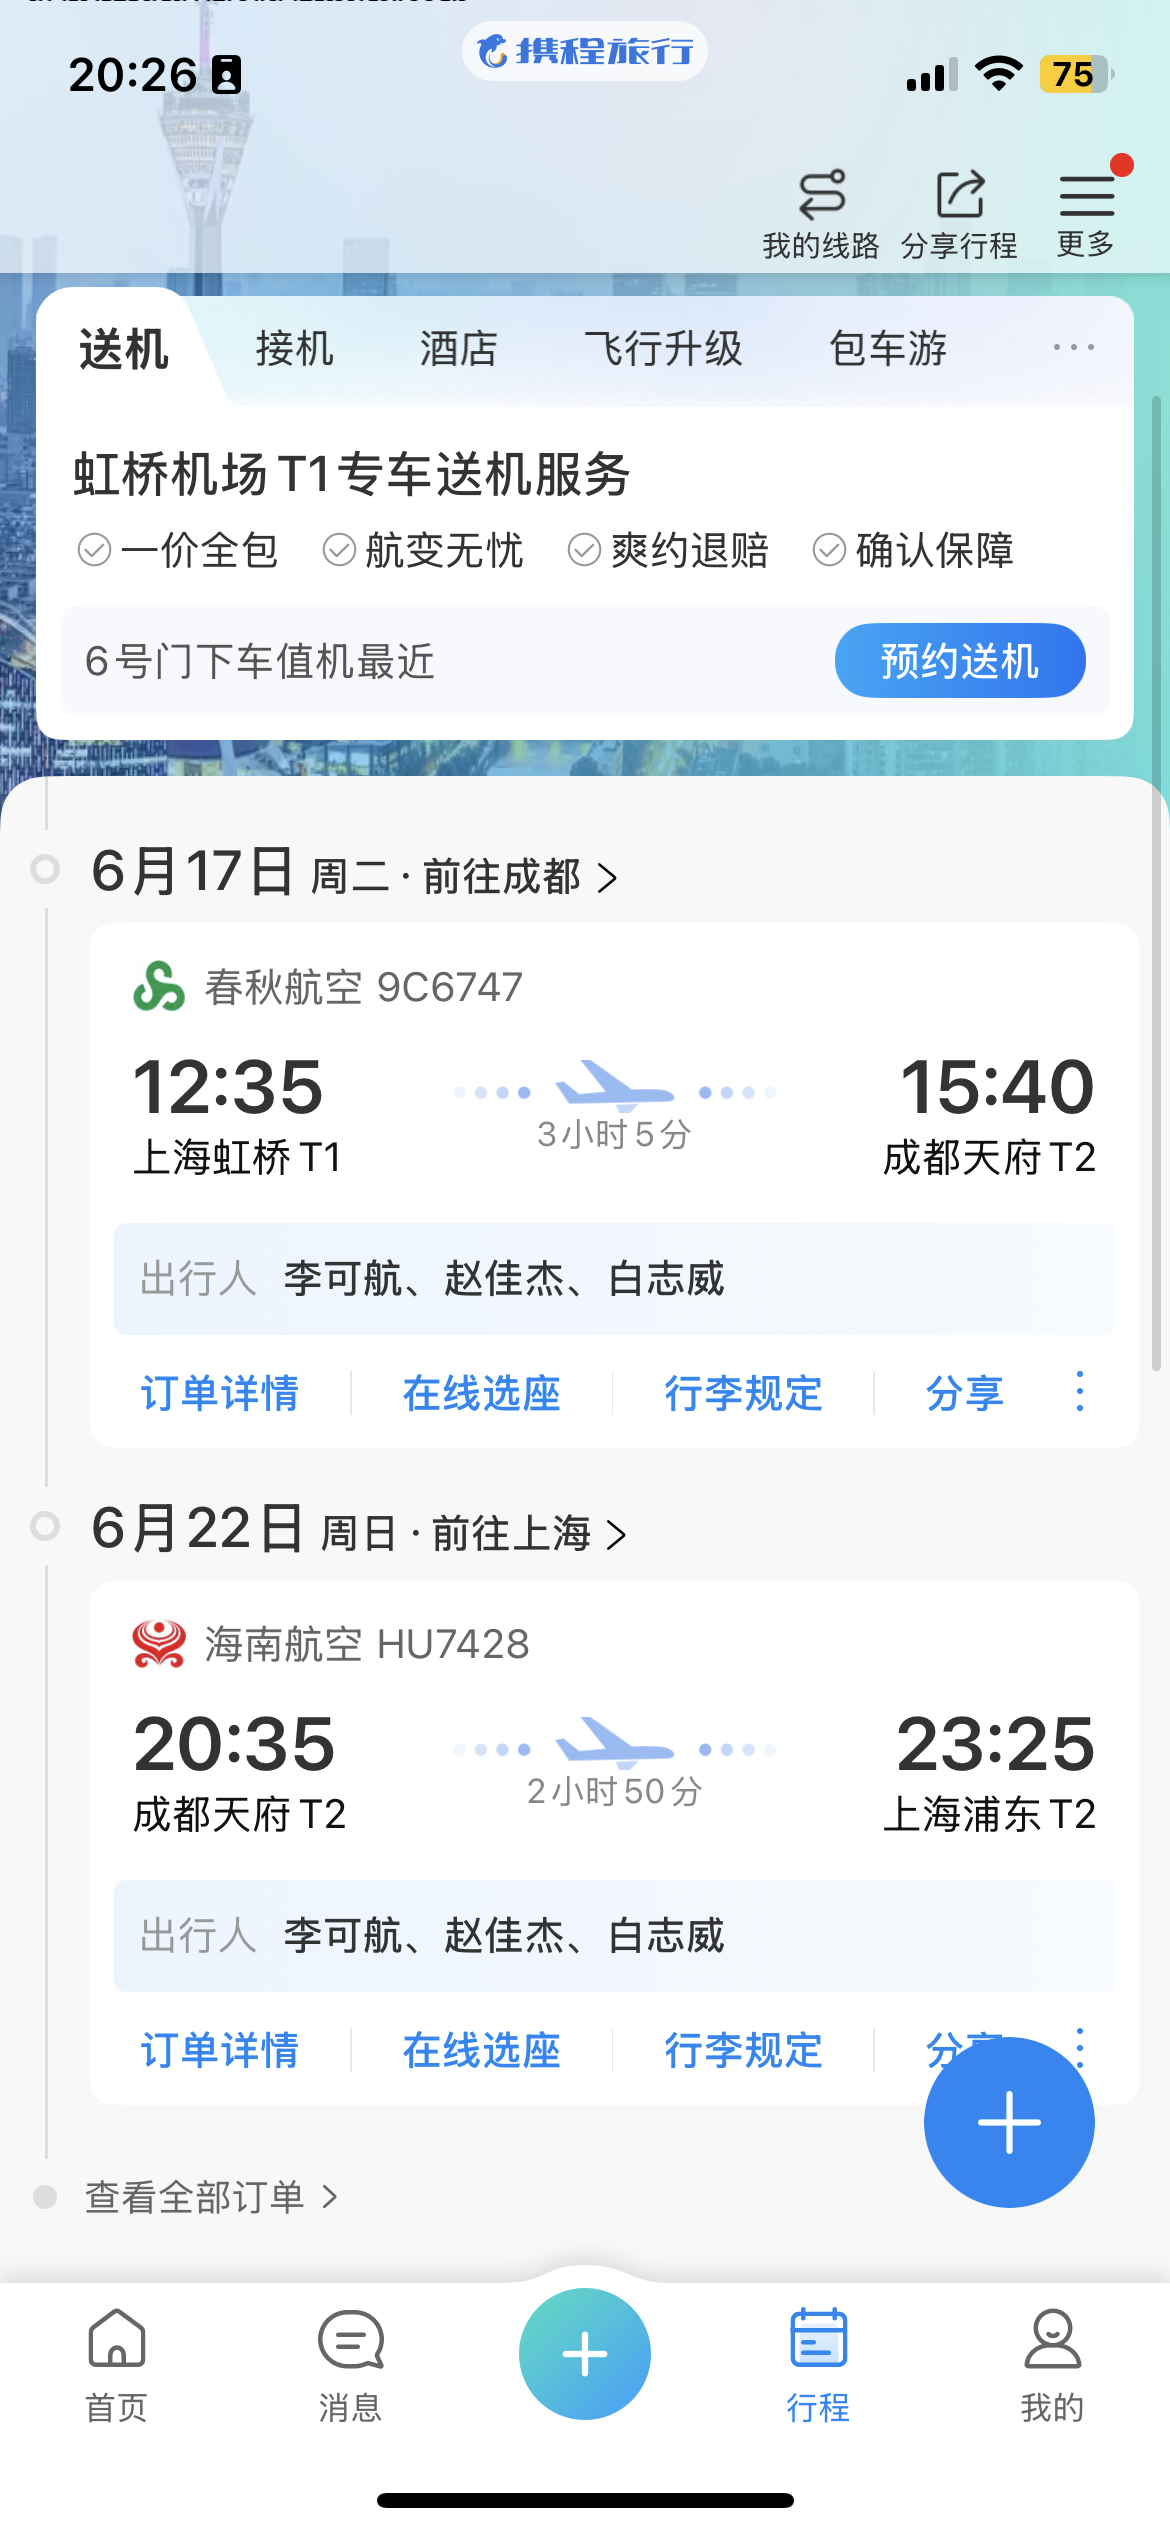 20:26
携程旅行
75
我的线路 分享行程 更多
送机 接机 酒店 飞行升级 包车游 ···
虹桥机场T1专车送机服务
一价全包 航变无忧 爽约退赔 确认保障
6号门下车值机最近 预约送机
6月17日 周二 · 前往成都 >
春秋航空 9C6747
12:35 15:40
3小时5分
上海虹桥T1 成都天府T2
出行人 李可航、赵佳杰、白志威
订单详情 在线选座 行李规定 分享
6月22日 周日 · 前往上海 >
海南航空 HU7428
20:35 23:25
2小时50分
成都天府T2 上海浦东T2
出行人 李可航、赵佳杰、白志威
订单详情 在线选座 行李规定 分享
查看全部订单 >
首页 消息 行程 我的